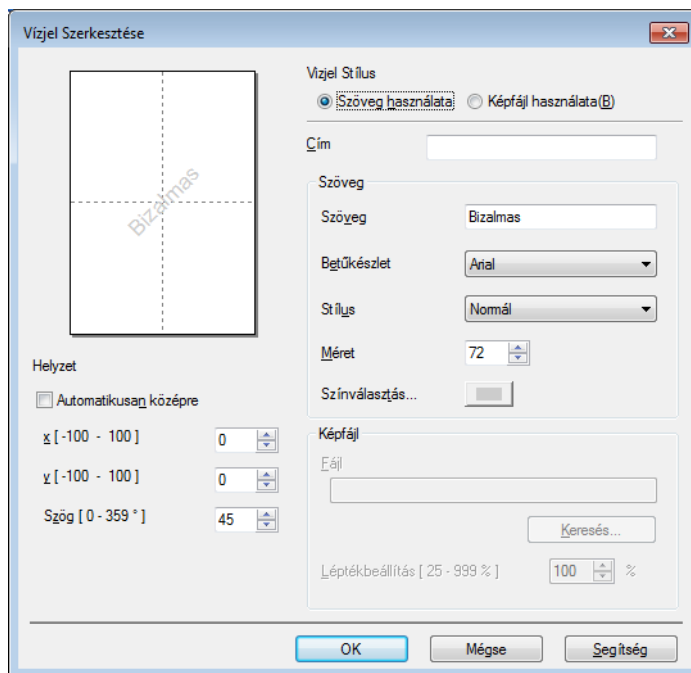 Vízjel Szerkesztése
Vizjel Stílus
Szöveg használata
Képfájl használata(B)
Cím
Szöveg
Szöveg
Bizalmas
Betűkészlet
Arial
Stílus
Normál
Méret
72
Színválasztás...
Képfájl
Fájl
Keresés...
Léptékbeállítás [ 25 - 999 % ]
100
%
Bizalmas
Helyzet
Automatikusan középre
x [ -100 - 100 ]
0
y [ -100 - 100 ]
0
Szög [ 0 - 359 ° ]
45
OK
Mégse
Segítség